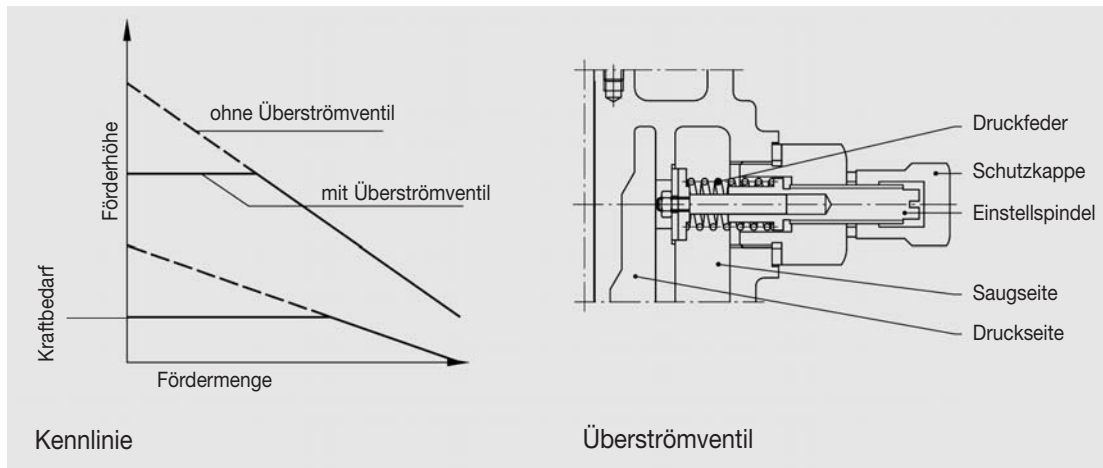 Förderhöhe
Kraftbedarf
ohne Überströmventil
mit Überströmventil
Fördermenge
Kennlinie
Druckfeder
Schutzkappe
Einstellspindel
Saugseite
Druckseite
Überströmventil